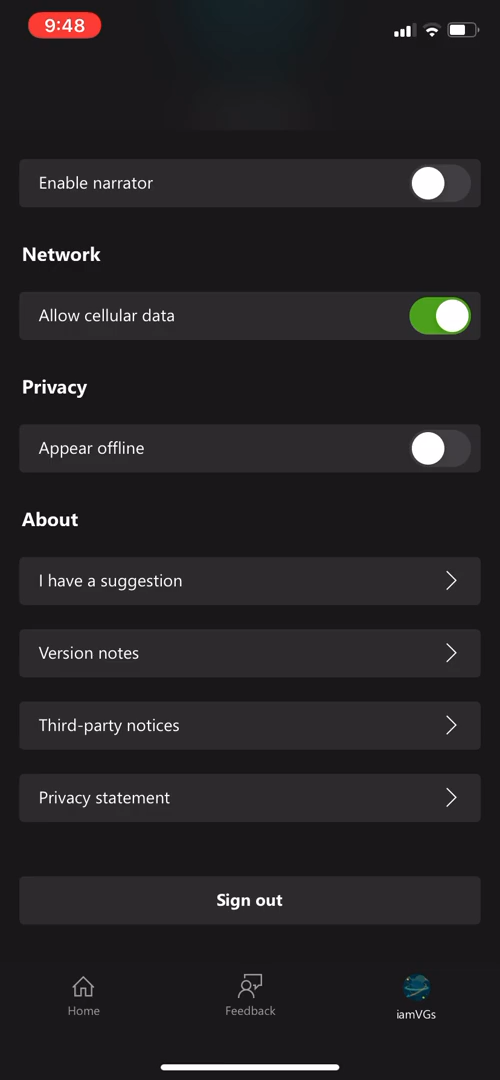 9:48
Enable narrator
Network
Allow cellular data
Privacy
Appear offline
About
I have a suggestion
Version notes
Third-party notices
Privacy statement
Sign out
Home
Feedback
iamVGs